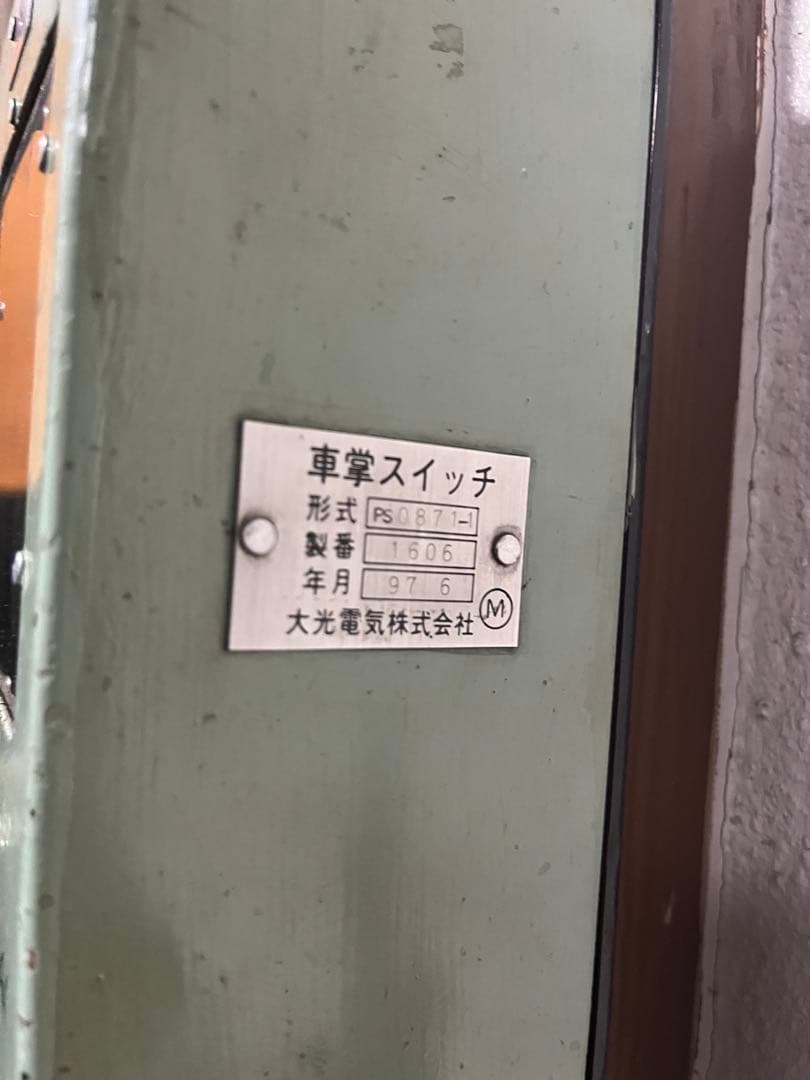 車掌スイッチ
形式 PS0871-1
製番 1606
年月 97 6
大光電気株式会社 Ⓜ